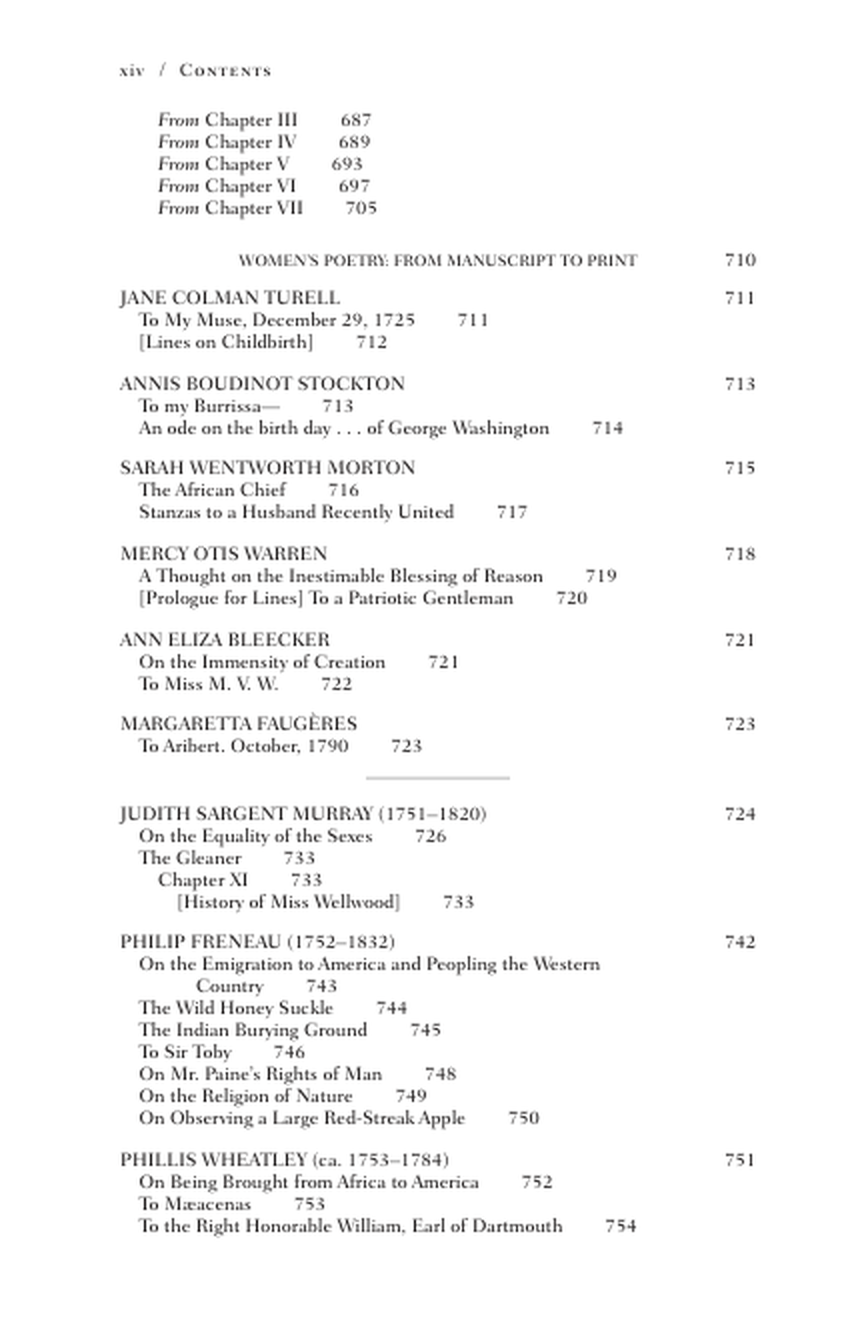 xiv / Contents
From Chapter III 687
From Chapter IV 689
From Chapter V 693
From Chapter VI 697
From Chapter VII 705
WOMEN'S POETRY: FROM MANUSCRIPT TO PRINT 710
JANE COLMAN TURELL 711
To My Muse, December 29, 1725 711
[Lines on Childbirth] 712
ANNIS BOUDINOT STOCKTON 713
To my Burrissa— 713
An ode on the birth day . . . of George Washington 714
SARAH WENTWORTH MORTON 715
The African Chief 716
Stanzas to a Husband Recently United 717
MERCY OTIS WARREN 718
A Thought on the Inestimable Blessing of Reason 719
[Prologue for Lines] To a Patriotic Gentleman 720
ANN ELIZA BLEECKER 721
On the Immensity of Creation 721
To Miss M. V. W. 722
MARGARETTA FAUGÈRES 723
To Aribert. October, 1790 723
JUDITH SARGENT MURRAY (1751–1820) 724
On the Equality of the Sexes 726
The Gleaner 733
Chapter XI 733
[History of Miss Wellwood] 733
PHILIP FRENEAU (1752–1832) 742
On the Emigration to America and Peopling the Western
Country 743
The Wild Honey Suckle 744
The Indian Burying Ground 745
To Sir Toby 746
On Mr. Paine's Rights of Man 748
On the Religion of Nature 749
On Observing a Large Red-Streak Apple 750
PHILLIS WHEATLEY (ca. 1753–1784) 751
On Being Brought from Africa to America 752
To Mæacenas 753
To the Right Honorable William, Earl of Dartmouth 754